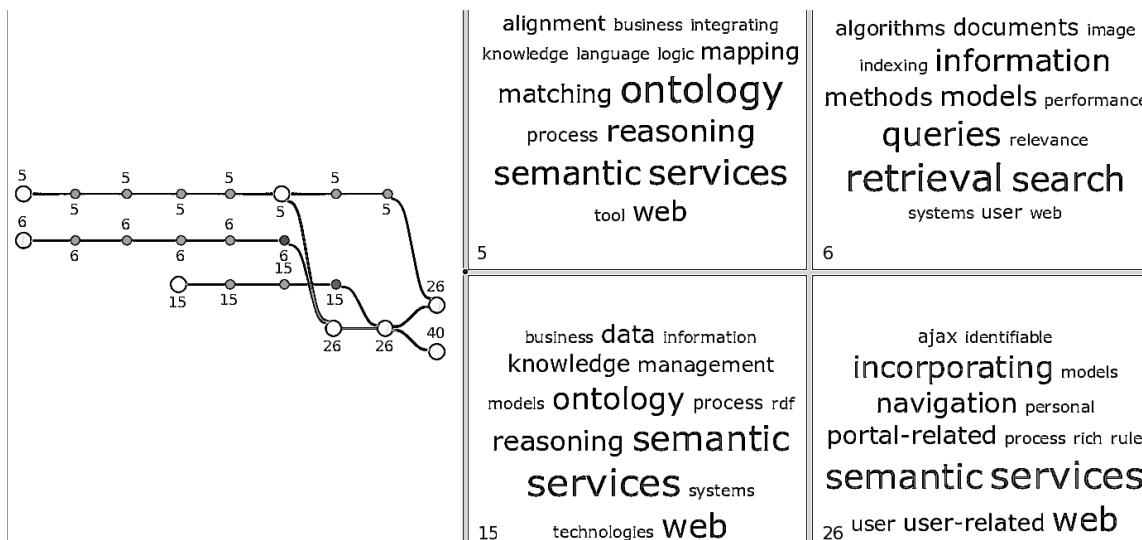 5 5 5 5
5 5 5 5
6 6 6
6 6 6
15
15 15 15
26
26 26
40
alignment business integrating
knowledge language logic mapping
matching ontology
process reasoning
semantic services
tool web
5
algorithms documents image
indexing information
methods models performance
queries relevance
retrieval search
systems user web
6
business data information
knowledge management
models ontology process rdf
reasoning semantic
services systems
technologies web
15
ajax identifiable
incorporating models
navigation personal
portal-related process rich rule
semantic services
user user-related web
26